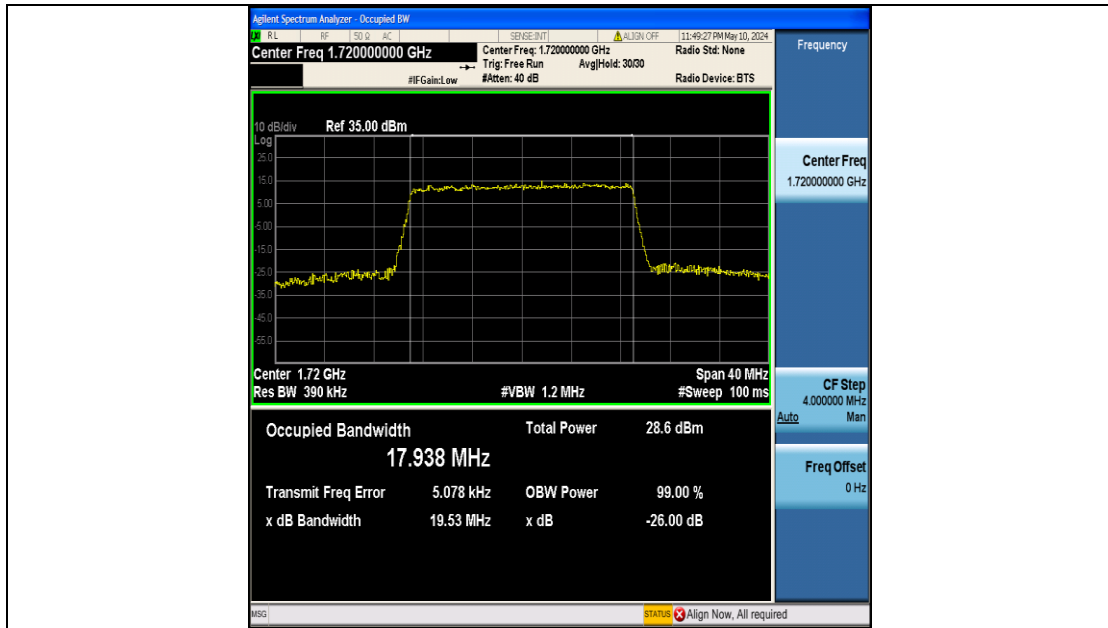 Agilent Spectrum Analyzer - Occupied BW
RL RF 50 Ω AC SENSE:INT ALIGN OFF 11:49:27 PM May 10, 2024
Center Freq 1.720000000 GHz
Center Freq: 1.720000000 GHz Radio Std: None
Trig: Free Run Avg|Hold: 30/30
#IFGain:Low #Atten: 40 dB Radio Device: BTS
Frequency
10 dB/div Ref 35.00 dBm
Log
25.0
15.0
5.00
-5.00
-15.0
-25.0
-35.0
-45.0
-55.0
Center Freq
1.720000000 GHz
Center 1.72 GHz Span 40 MHz
Res BW 390 kHz #VBW 1.2 MHz #Sweep 100 ms
CF Step
4.000000 MHz
Auto Man
Occupied Bandwidth Total Power 28.6 dBm
17.938 MHz
Transmit Freq Error 5.078 kHz OBW Power 99.00 %
x dB Bandwidth 19.53 MHz x dB -26.00 dB
Freq Offset
0 Hz
MSG STATUS Align Now, All required